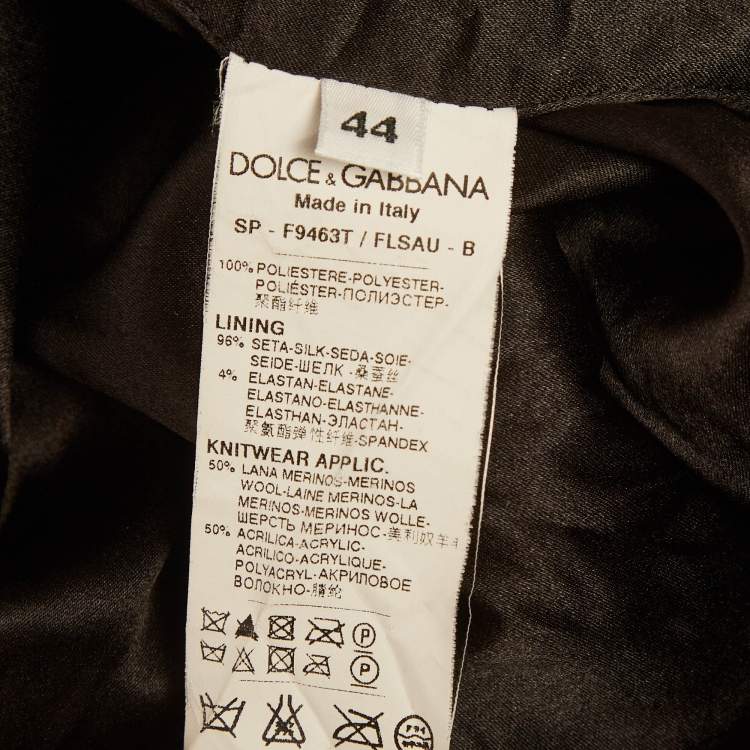 44
DOLCE & GABBANA
Made in Italy
SP - F9463T / FLSAU - B
100% POLIESTERE-POLYESTER-
POLIÉSTER-ПОЛИЭСТЕР-
聚酯纤维
LINING
96% SETA-SILK-SEDA-SOIE-
SEIDE-ШЕЛК -桑蚕丝
4% ELASTAN-ELASTANE-
ELASTANO-ELASTHANNE-
ELASTHAN-ЭЛАСТАН-
聚氨酯弹性纤维-SPANDEX
KNITWEAR APPLIC.
50% LANA MERINOS-MERINOS
WOOL-LAINE MERINOS-LA
MERINOS-MERINOS WOLLE-
ШЕРСТЬ МЕРИНОС-美利奴羊毛
50% ACRILICA-ACRYLIC-
ACRILICO-ACRYLIQUE-
POLYACRYL-АКРИЛОВОЕ
ВОЛОКНО-腈纶
P
P
F94